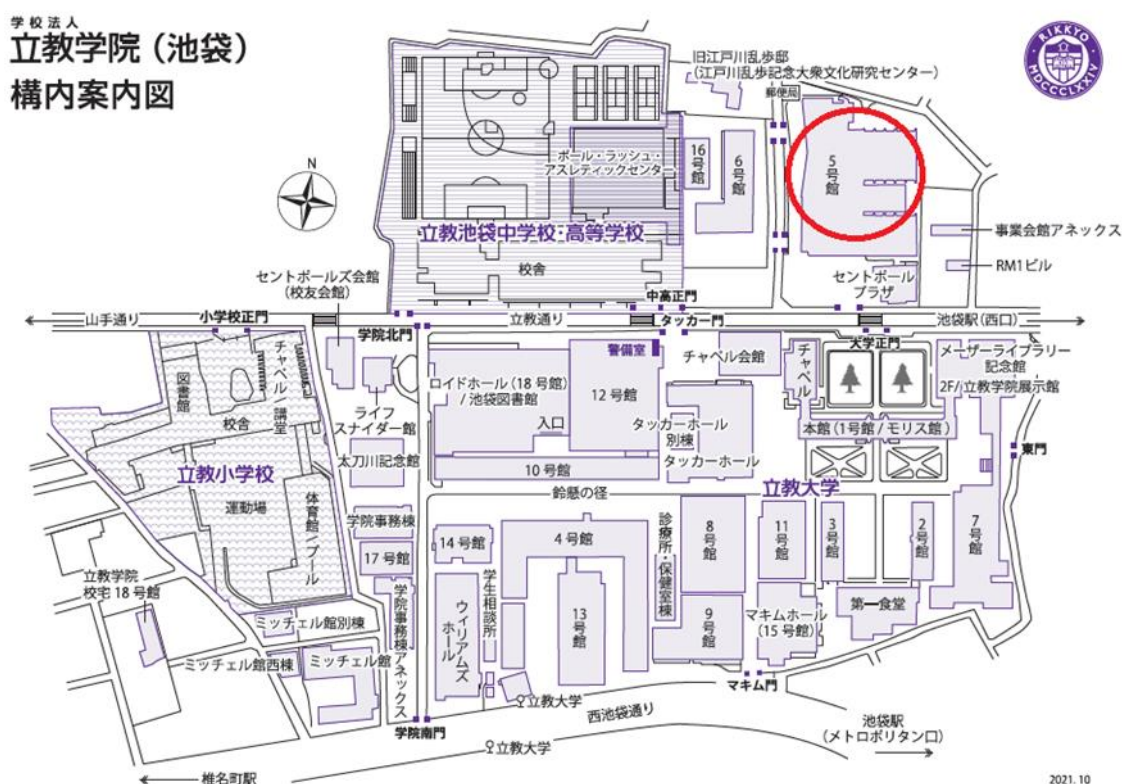 学校法人
立教学院（池袋）
構内案内図
RIKKYO
MDCCCLXXIV
旧江戸川乱歩邸
（江戸川乱歩記念大衆文化研究センター）
郵便局
N
ポール・ラッシュ・
アスレティックセンター
16号館
6号館
5号館
立教池袋中学校・高等学校
校舎
事業会館アネックス
RM1ビル
セントポール
プラザ
セントポールズ会館
（校友会館）
中高正門
山手通り
小学校正門
学院北門
立教通り
タッカー門
池袋駅（西口）
大学正門
警備室
チャペル会館
チャペル
メーザーライブラリー
記念館
2F/立教学院展示館
図書館
チャペル/講堂
校舎
ライフ
スナイダー館
ロイドホール（18号館）
/池袋図書館
入口
12号館
タッカーホール
別棟
タッカーホール
本館（1号館/モリス館）
東門
太刀川記念館
10号館
立教小学校
運動場
体育館/プール
鈴懸の径
立教大学
学院事務棟
17号館
14号館
4号館
診療所・保健室棟
8号館
11号館
3号館
2号館
7号館
立教学院
校宅18号館
学院事務棟アネックス
ウィリアムズ
ホール
学生相談所
13号館
9号館
マキムホール
（15号館）
第一食堂
ミッチェル館別棟
ミッチェル館西棟
ミッチェル館
マキム門
立教大学
西池袋通り
学院南門
立教大学
池袋駅
（メトロポリタン口）
椎名町駅
2021.10